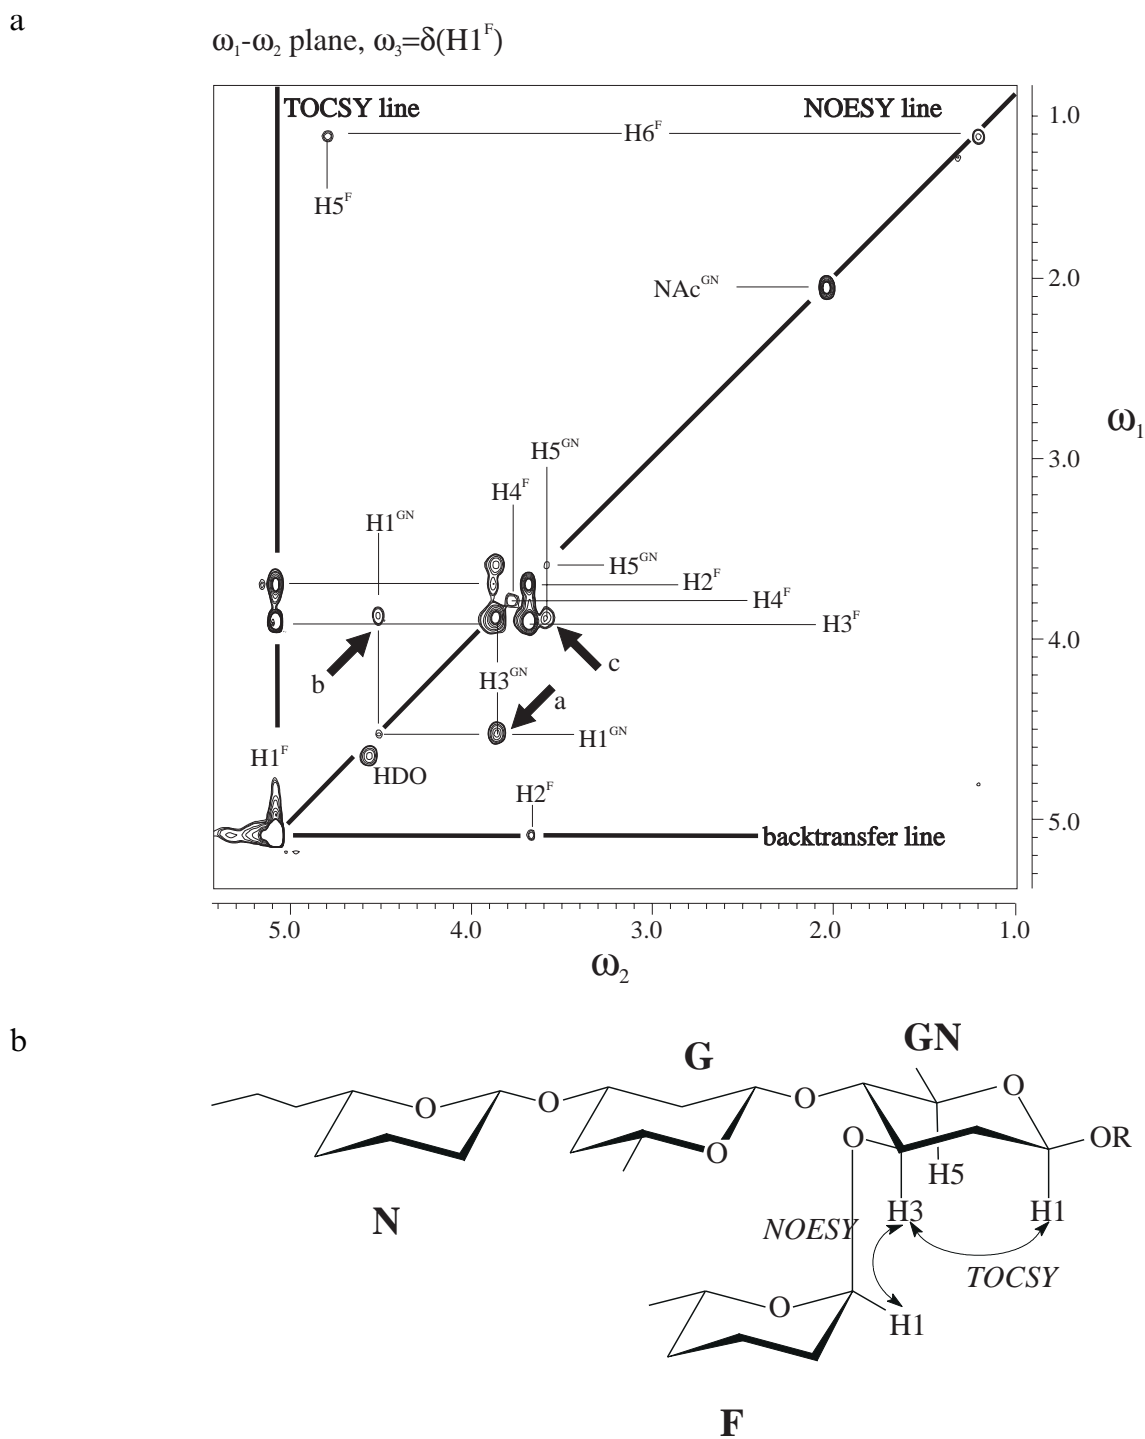 a
ω₁-ω₂ plane, ω₃=δ(H1ᶠ)
TOCSY line
NOESY line
1.0
H6ᶠ
H5ᶠ
2.0
NAcᴳᴺ
ω₁
H5ᴳᴺ
3.0
H4ᶠ
H1ᴳᴺ
H5ᴳᴺ
H2ᶠ
H4ᶠ
H3ᶠ
4.0
b
c
H3ᴳᴺ
a
H1ᴳᴺ
H1ᶠ
HDO
H2ᶠ
5.0
backtransfer line
5.0 4.0 3.0 2.0 1.0
ω₂
b
GN
G
O
O
O
O
O
O
OR
H5
N
NOESY
H3
H1
TOCSY
O
H1
F